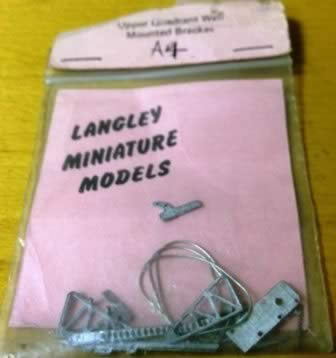 Upper Quadrant Wall
Mounted Bracket
A4
LANGLEY
MINIATURE
MODELS